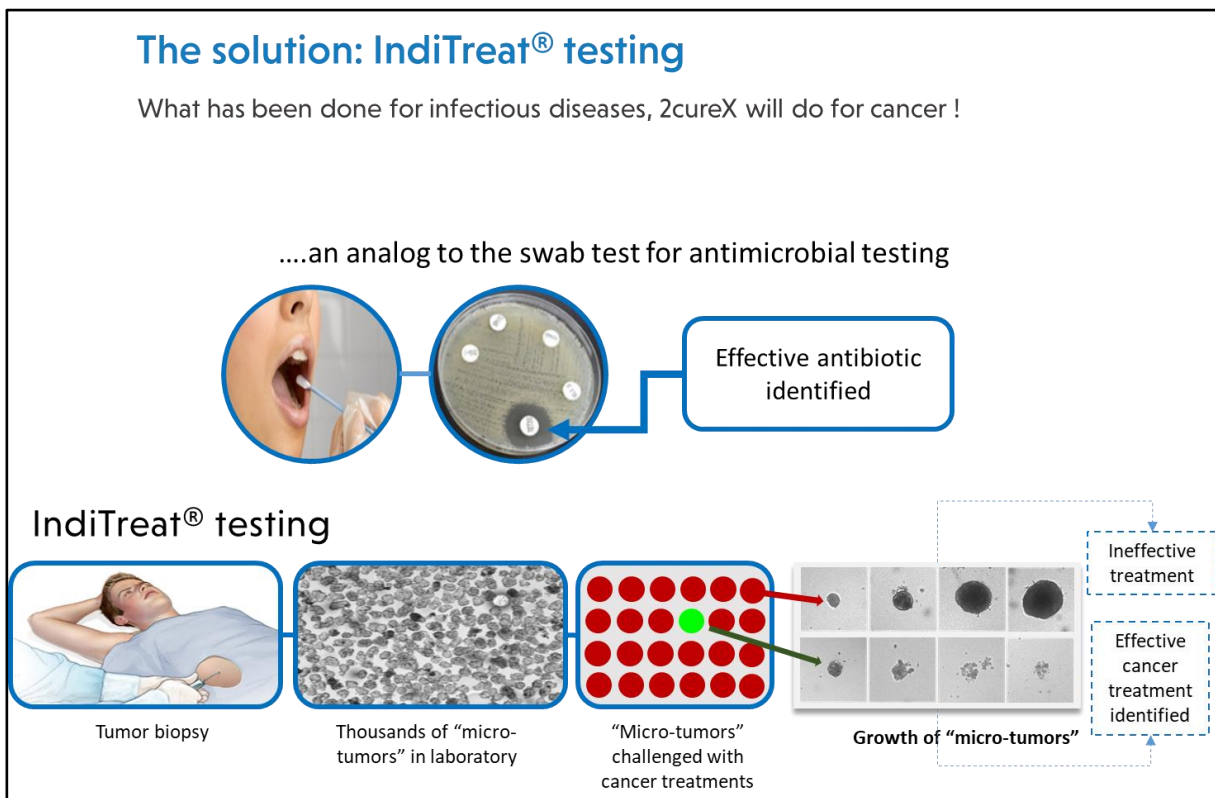 The solution: IndiTreat® testing
What has been done for infectious diseases, 2cureX will do for cancer !
....an analog to the swab test for antimicrobial testing
Effective antibiotic
identified
IndiTreat® testing
Ineffective
treatment
Effective
cancer
treatment
identified
Tumor biopsy
Thousands of “micro-
tumors” in laboratory
“Micro-tumors”
challenged with
cancer treatments
Growth of “micro-tumors”